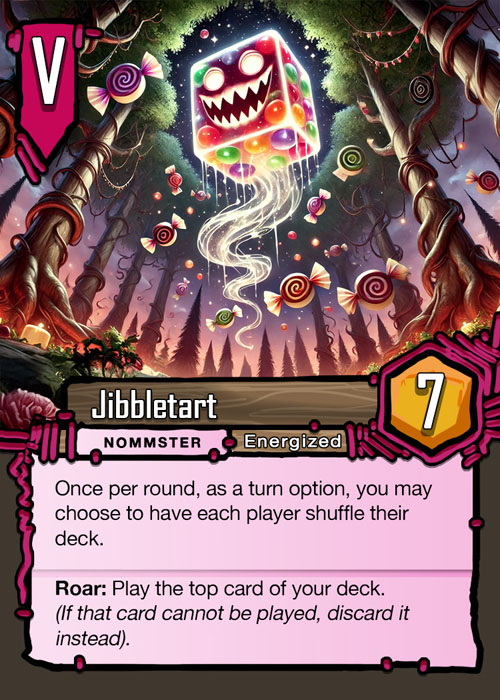 V
Jibbletart
7
NOMMSTER
Energized
Once per round, as a turn option, you may
choose to have each player shuffle their
deck.
Roar: Play the top card of your deck.
(If that card cannot be played, discard it
instead).